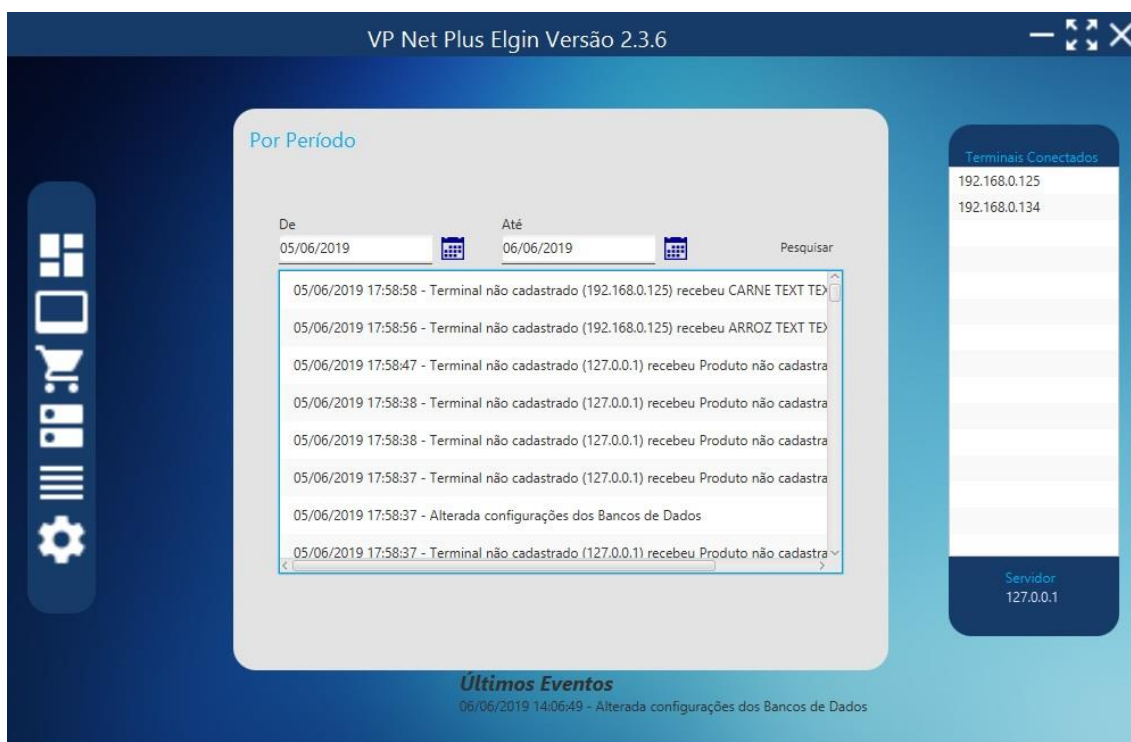 VP Net Plus Elgin Versão 2.3.6
Por Período
De
Até
05/06/2019
06/06/2019
Pesquisar
05/06/2019 17:58:58 - Terminal não cadastrado (192.168.0.125) recebeu CARNE TEXT TEX
05/06/2019 17:58:56 - Terminal não cadastrado (192.168.0.125) recebeu ARROZ TEXT TEX
05/06/2019 17:58:47 - Terminal não cadastrado (127.0.0.1) recebeu Produto não cadastra
05/06/2019 17:58:38 - Terminal não cadastrado (127.0.0.1) recebeu Produto não cadastra
05/06/2019 17:58:38 - Terminal não cadastrado (127.0.0.1) recebeu Produto não cadastra
05/06/2019 17:58:37 - Terminal não cadastrado (127.0.0.1) recebeu Produto não cadastra
05/06/2019 17:58:37 - Alterada configurações dos Bancos de Dados
05/06/2019 17:58:37 - Terminal não cadastrado (127.0.0.1) recebeu Produto não cadastra
Terminais Conectados
192.168.0.125
192.168.0.134
Servidor
127.0.0.1
Últimos Eventos
06/06/2019 14:06:49 - Alterada configurações dos Bancos de Dados